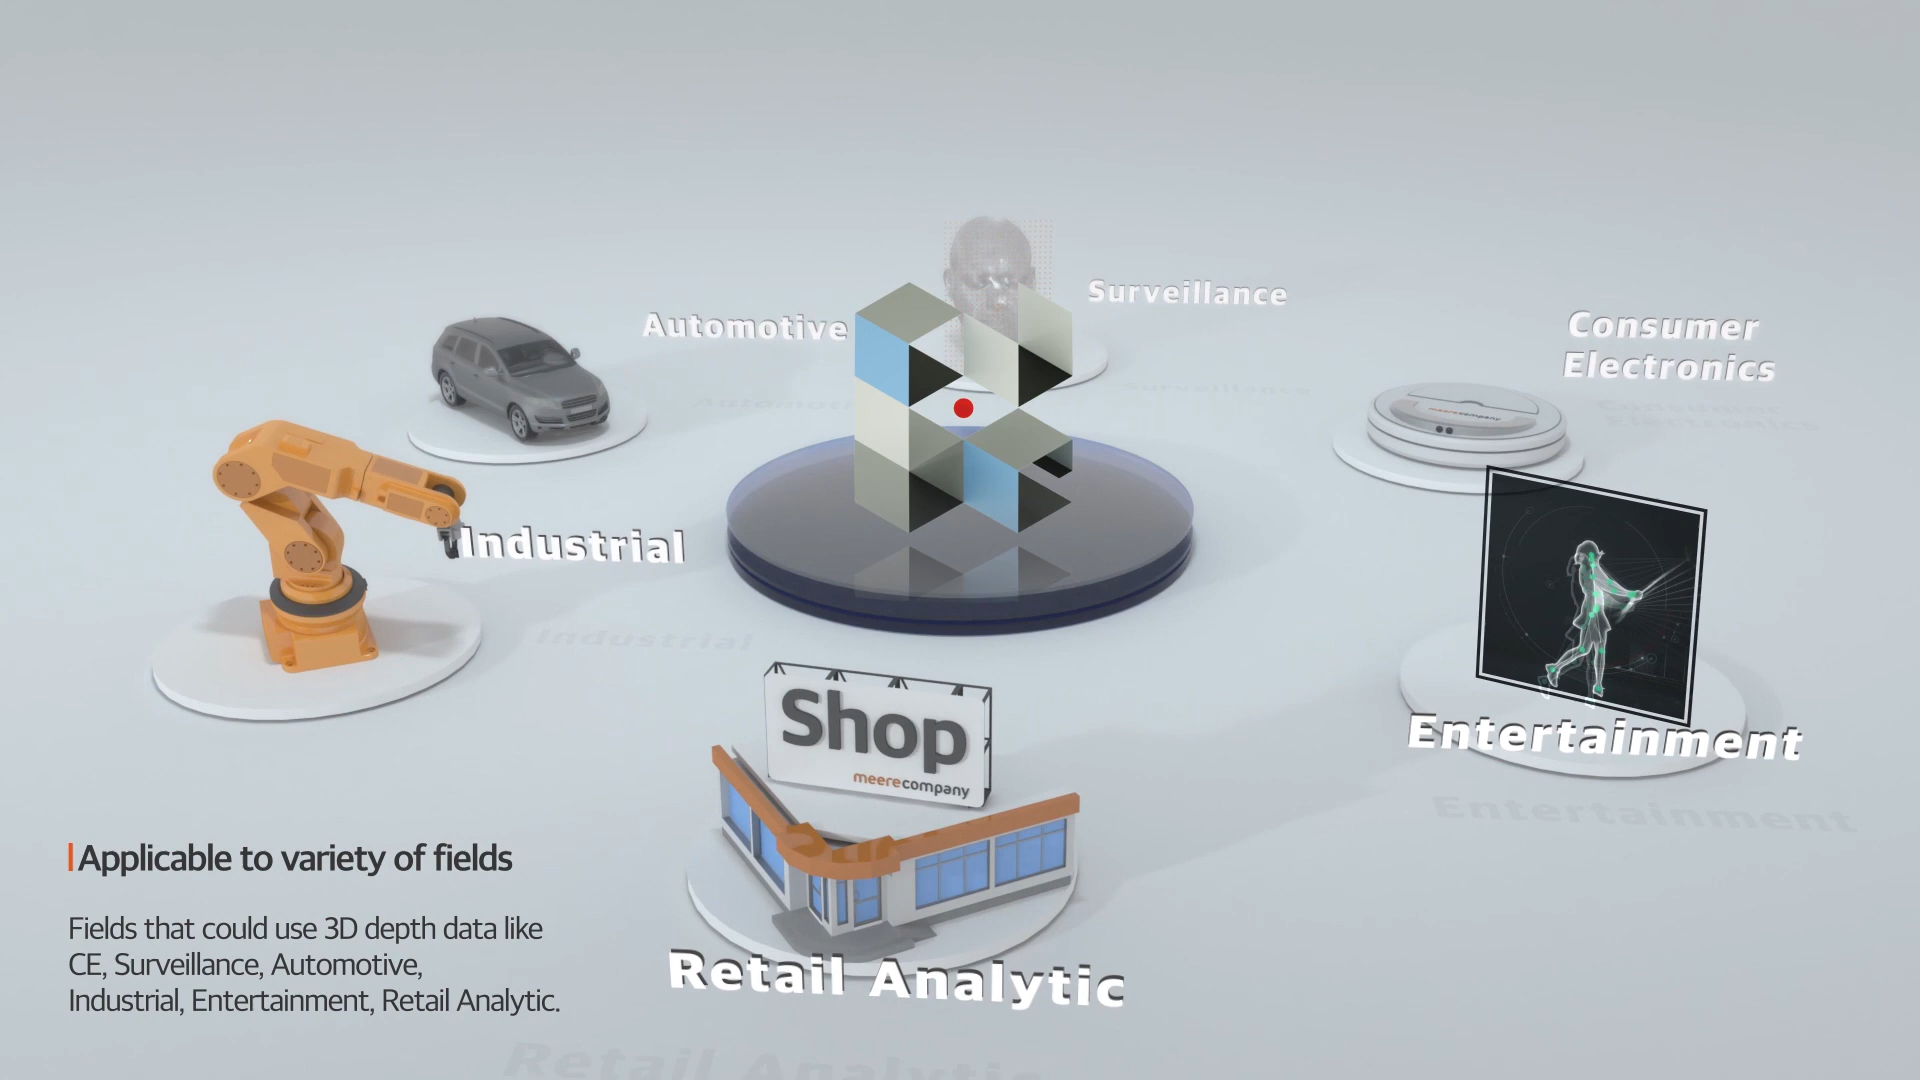 Surveillance
Automotive
Consumer
Electronics
meerecompany
Industrial
Shop
meerecompany
Entertainment
Retail Analytic
Applicable to variety of fields
Fields that could use 3D depth data like
CE, Surveillance, Automotive,
Industrial, Entertainment, Retail Analytic.